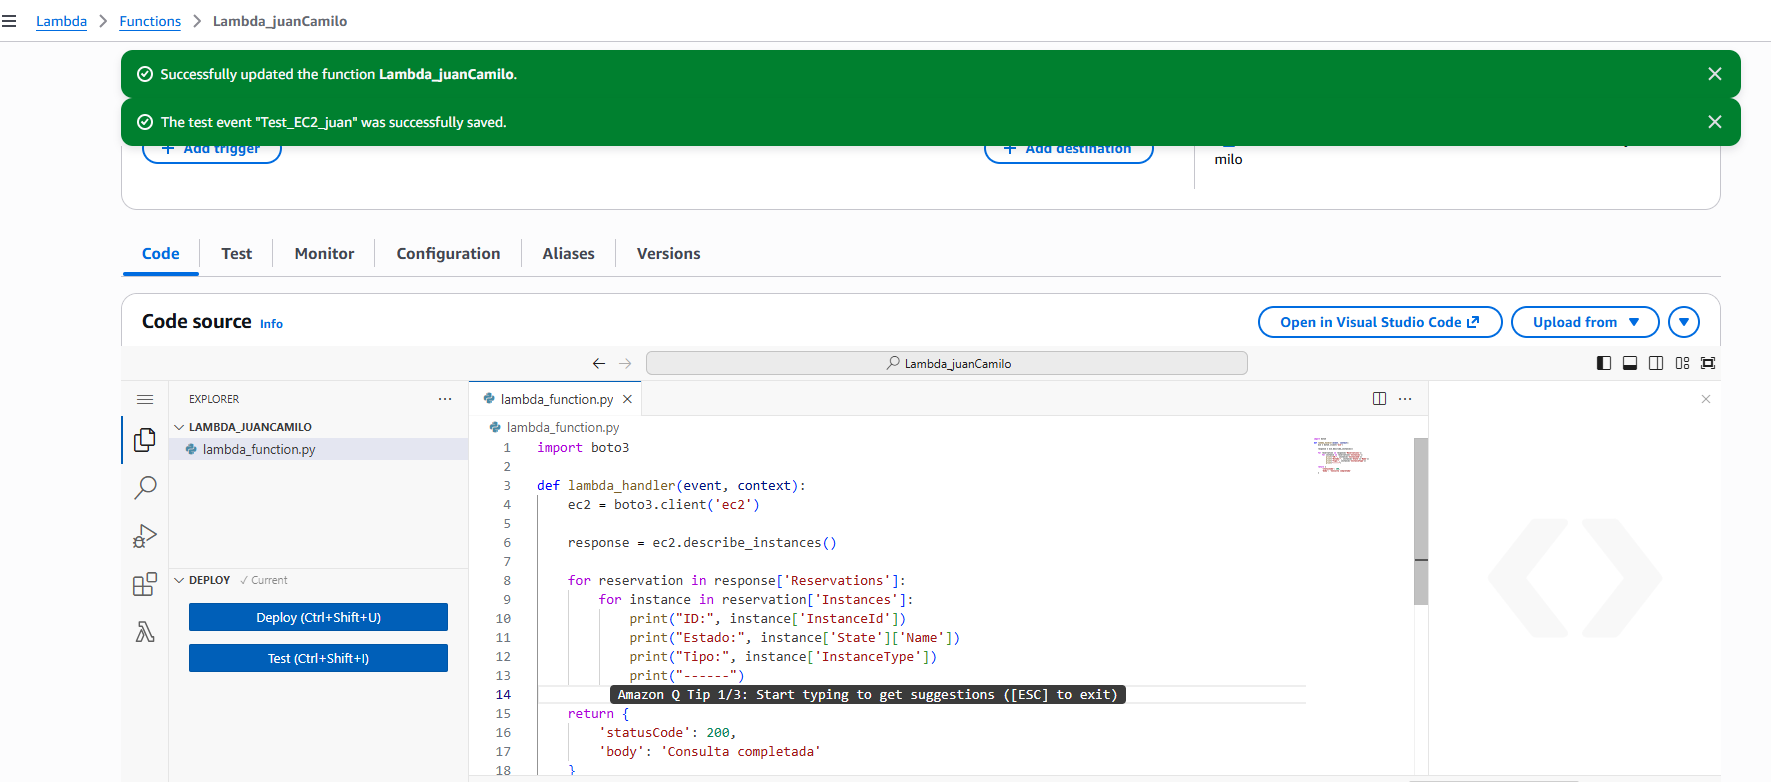 Lambda > Functions > Lambda_juanCamilo
Successfully updated the function Lambda_juanCamilo.
The test event "Test_EC2_juan" was successfully saved.
+ Add trigger
+ Add destination
milo
Code
Test
Monitor
Configuration
Aliases
Versions
Code source Info
Open in Visual Studio Code
Upload from
Lambda_juanCamilo
EXPLORER
LAMBDA_JUANCAMILO
lambda_function.py
DEPLOY ✓ Current
Deploy (Ctrl+Shift+U)
Test (Ctrl+Shift+I)
lambda_function.py
lambda_function.py
1 import boto3
2
3 def lambda_handler(event, context):
4 ec2 = boto3.client('ec2')
5
6 response = ec2.describe_instances()
7
8 for reservation in response['Reservations']:
9 for instance in reservation['Instances']:
10 print("ID:", instance['InstanceId'])
11 print("Estado:", instance['State']['Name'])
12 print("Tipo:", instance['InstanceType'])
13 print("------")
14 Amazon Q Tip 1/3: Start typing to get suggestions ([ESC] to exit)
15 return {
16 'statusCode': 200,
17 'body': 'Consulta completada'
18 }